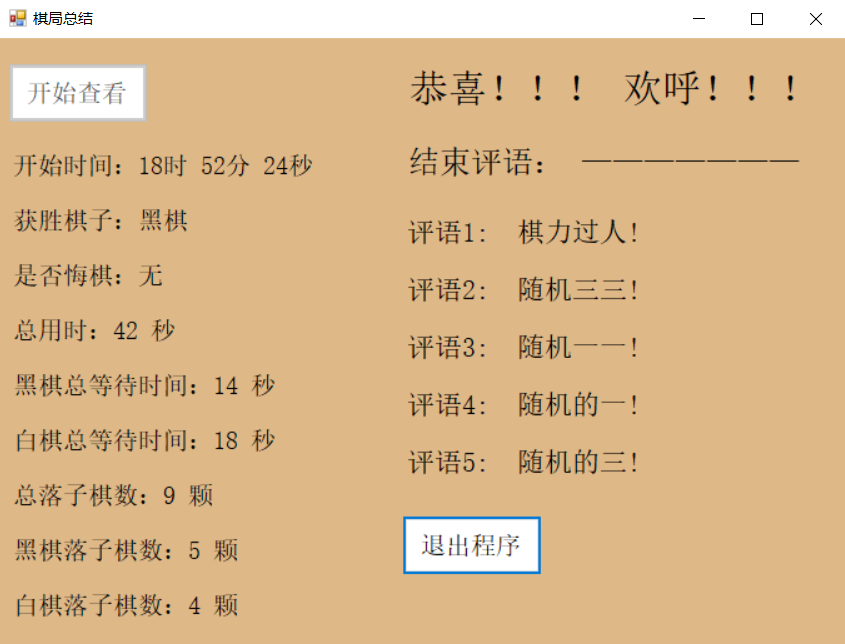 棋局总结
开始查看
开始时间：18时 52分 24秒
获胜棋子：黑棋
是否悔棋：无
总用时：42 秒
黑棋总等待时间：14 秒
白棋总等待时间：18 秒
总落子棋数：9 颗
黑棋落子棋数：5 颗
白棋落子棋数：4 颗
恭喜！！！ 欢呼！！！
结束评语： ———————
评语1: 棋力过人!
评语2: 随机三三!
评语3: 随机一一!
评语4: 随机的一!
评语5: 随机的三!
退出程序